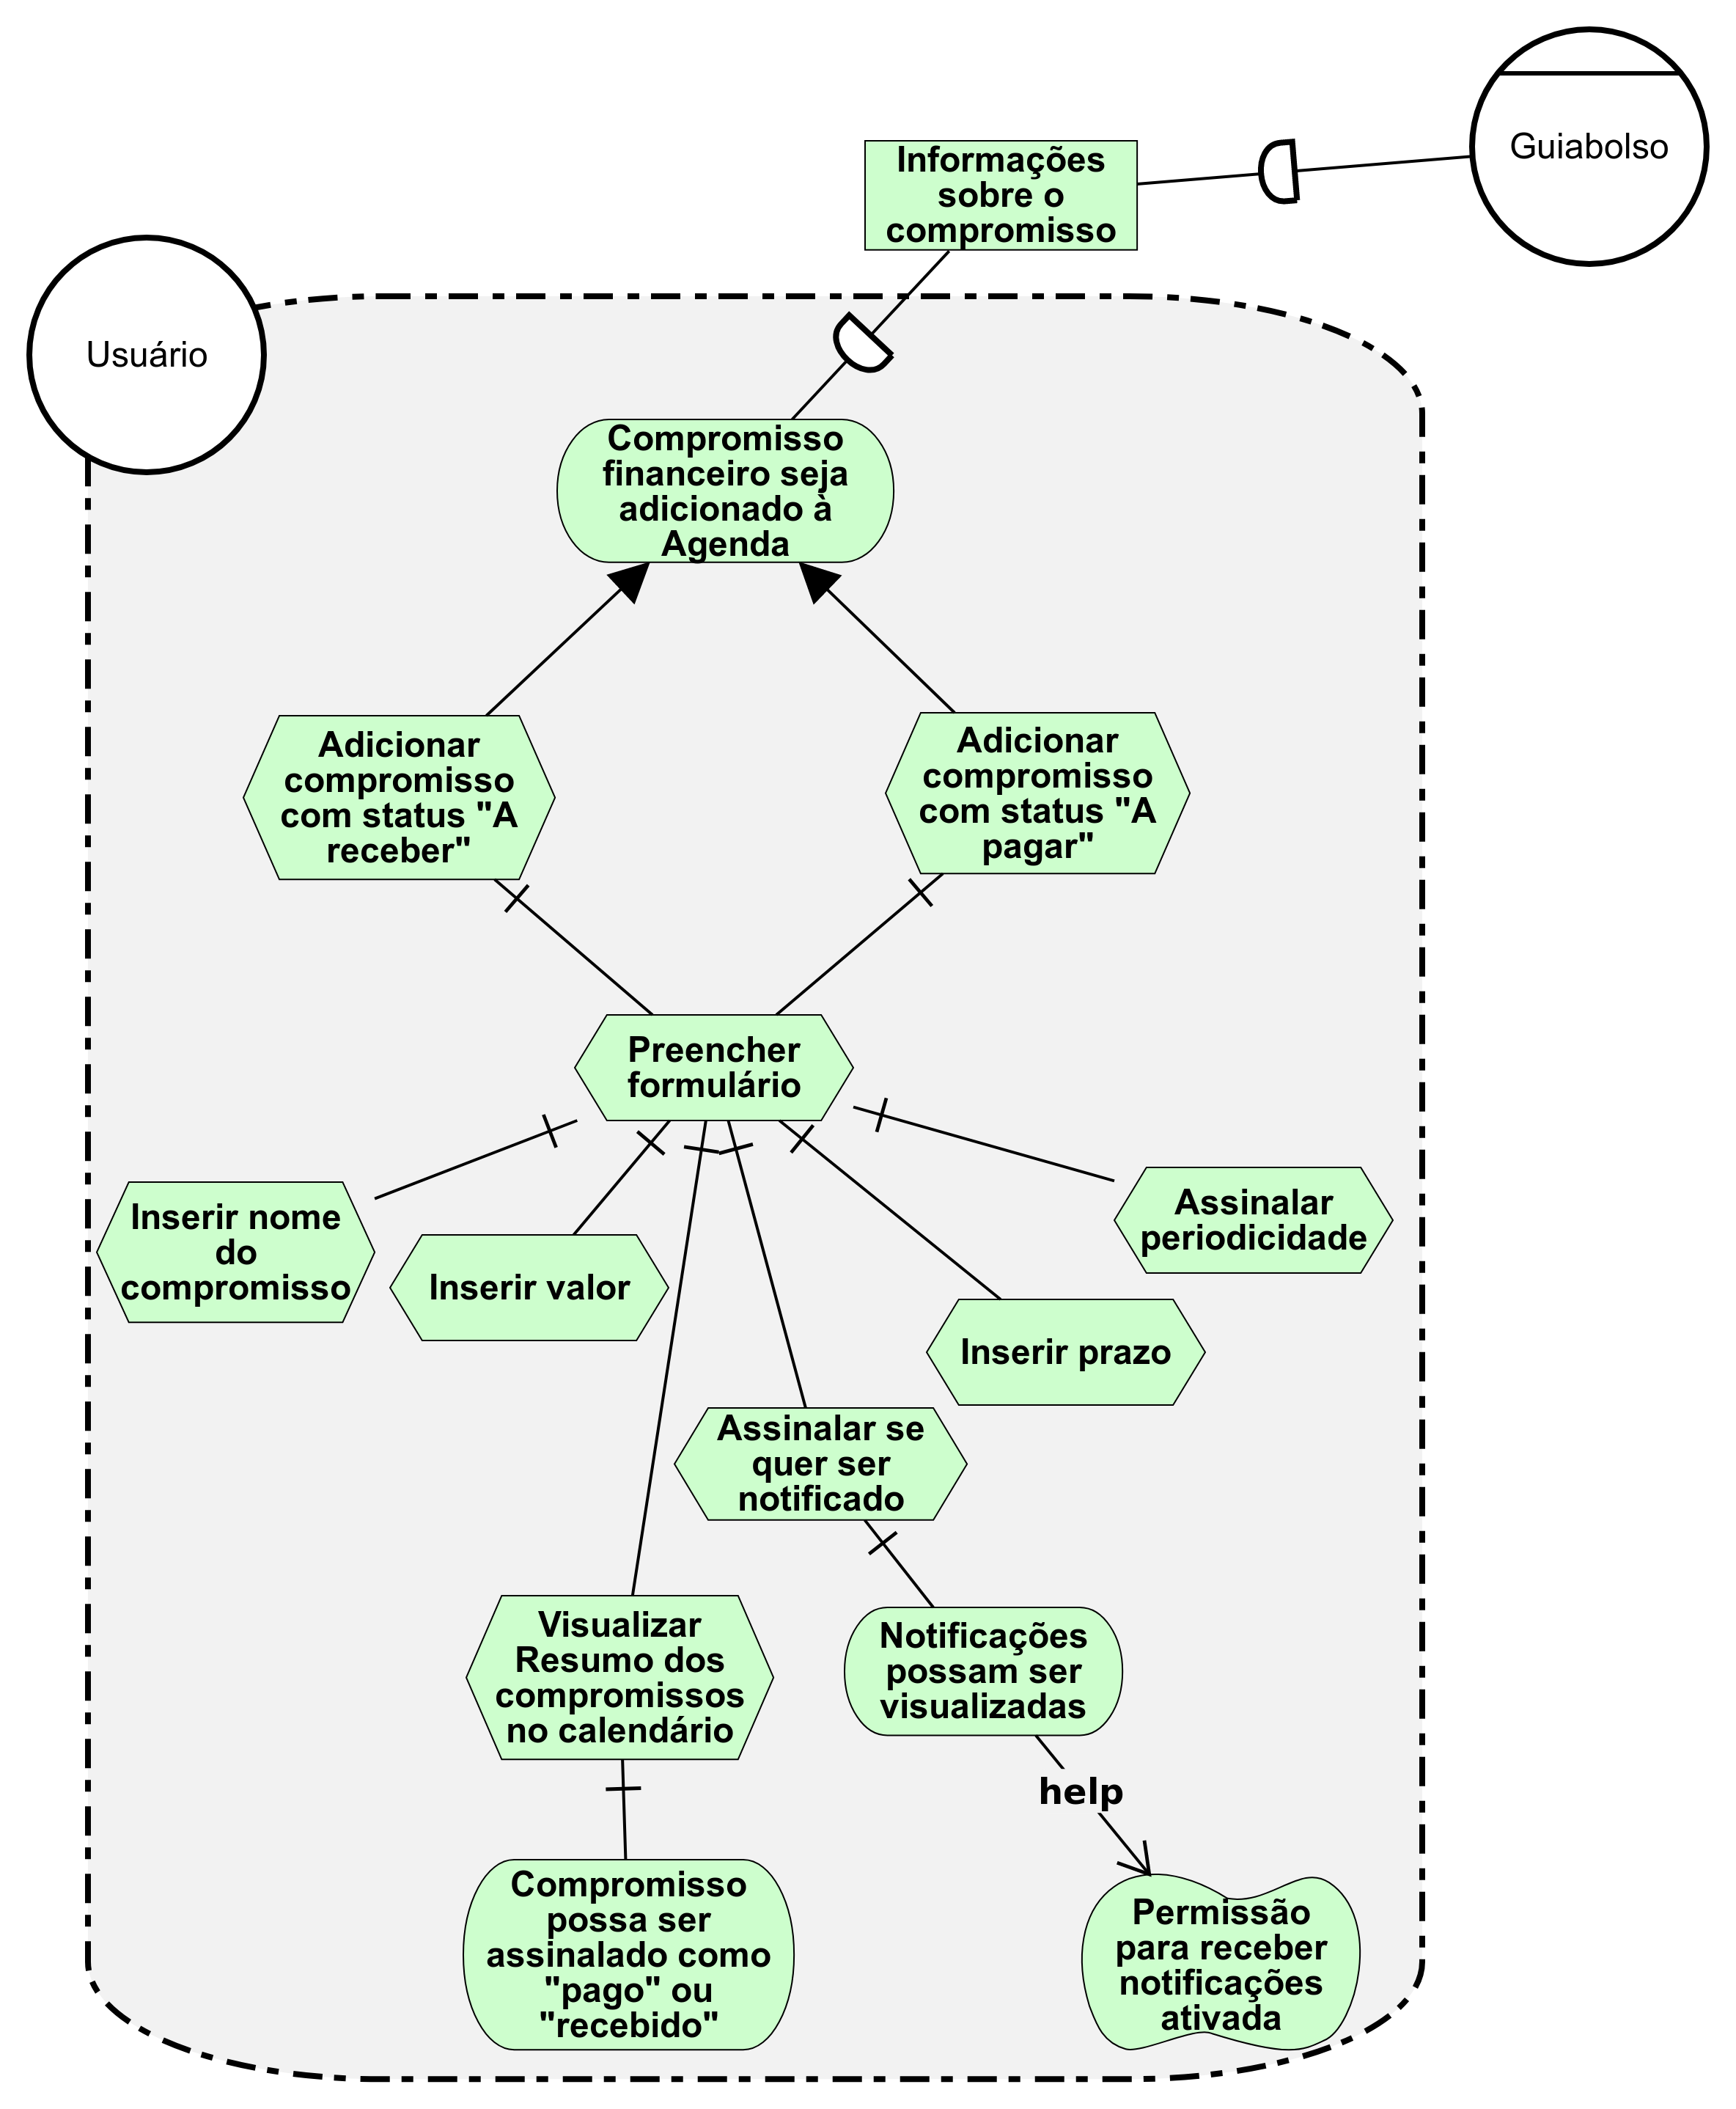 Guiabolso
Informações
sobre o
compromisso
Usuário
Compromisso
financeiro seja
adicionado à
Agenda
Adicionar
compromisso
com status "A
receber"
Adicionar
compromisso
com status "A
pagar"
Preencher
formulário
Inserir nome
do
compromisso
Inserir valor
Assinalar
periodicidade
Inserir prazo
Assinalar se
quer ser
notificado
Visualizar
Resumo dos
compromissos
no calendário
Notificações
possam ser
visualizadas
help
Compromisso
possa ser
assinalado como
"pago" ou
"recebido"
Permissão
para receber
notificações
ativada